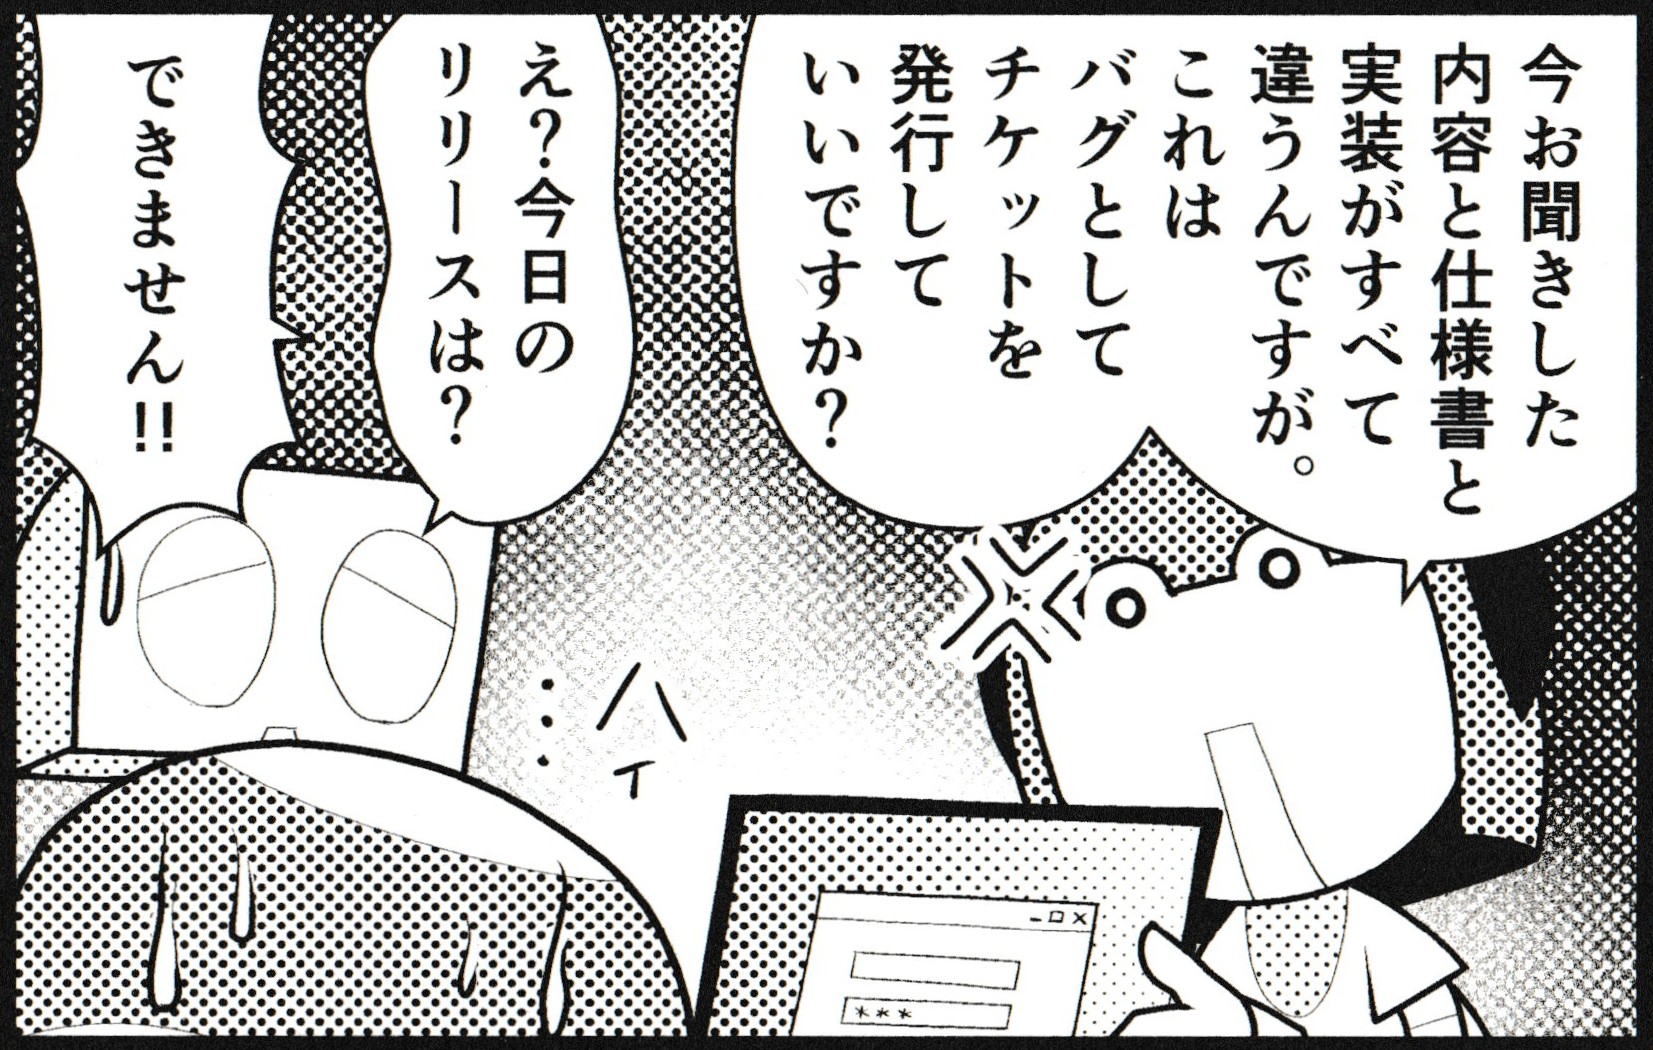 今お聞きした
内容と仕様書と
実装がすべて
違うんですが。
これは
バグとして
チケットを
発行して
いいですか?
え?今日の
リリースは?
できません!!
ハイ…
***